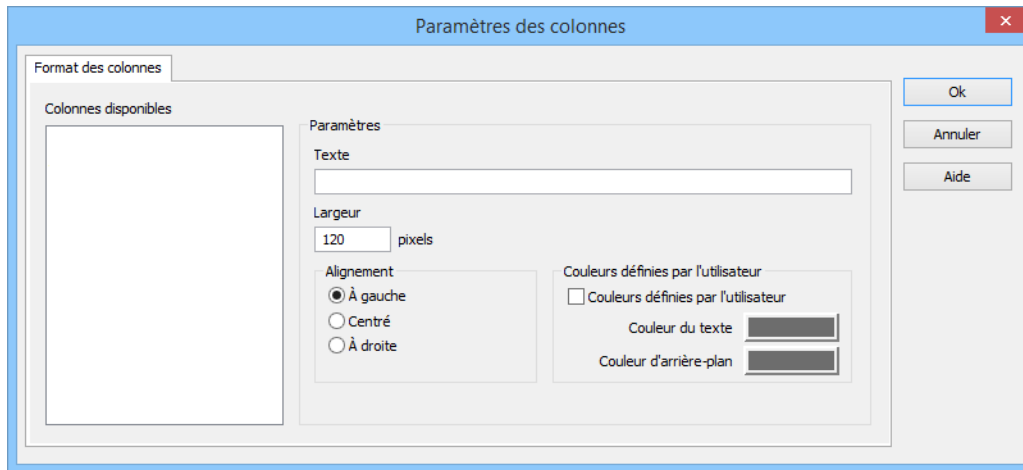 Paramètres des colonnes
Format des colonnes
Colonnes disponibles
Paramètres
Texte
Largeur
120 pixels
Alignement
À gauche
Centré
À droite
Couleurs définies par l'utilisateur
Couleurs définies par l'utilisateur
Couleur du texte
Couleur d'arrière-plan
Ok
Annuler
Aide